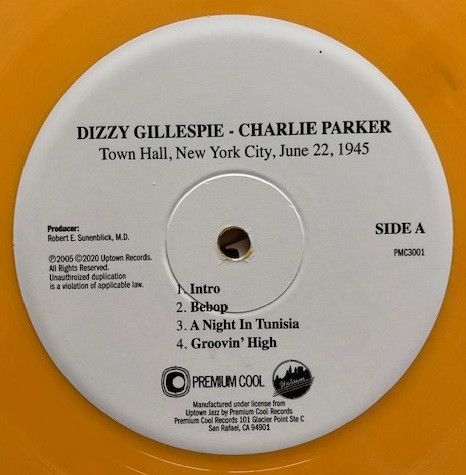 DIZZY GILLESPIE - CHARLIE PARKER
Town Hall, New York City, June 22, 1945
Producer:
Robert E. Sunenblick, M.D.
SIDE A
PMC3001
℗2005 ©2020 Uptown Records.
All Rights Reserved.
Unauthroized duplication
is a violation of applicable law.
1. Intro
2. Bebop
3. A Night In Tunisia
4. Groovin' High
PREMIUM COOL
Uptown
Manufactured under license from
Uptown Jazz by Premium Cool Records
Premium Cool Records 101 Glacier Point Ste C
San Rafael, CA 94901